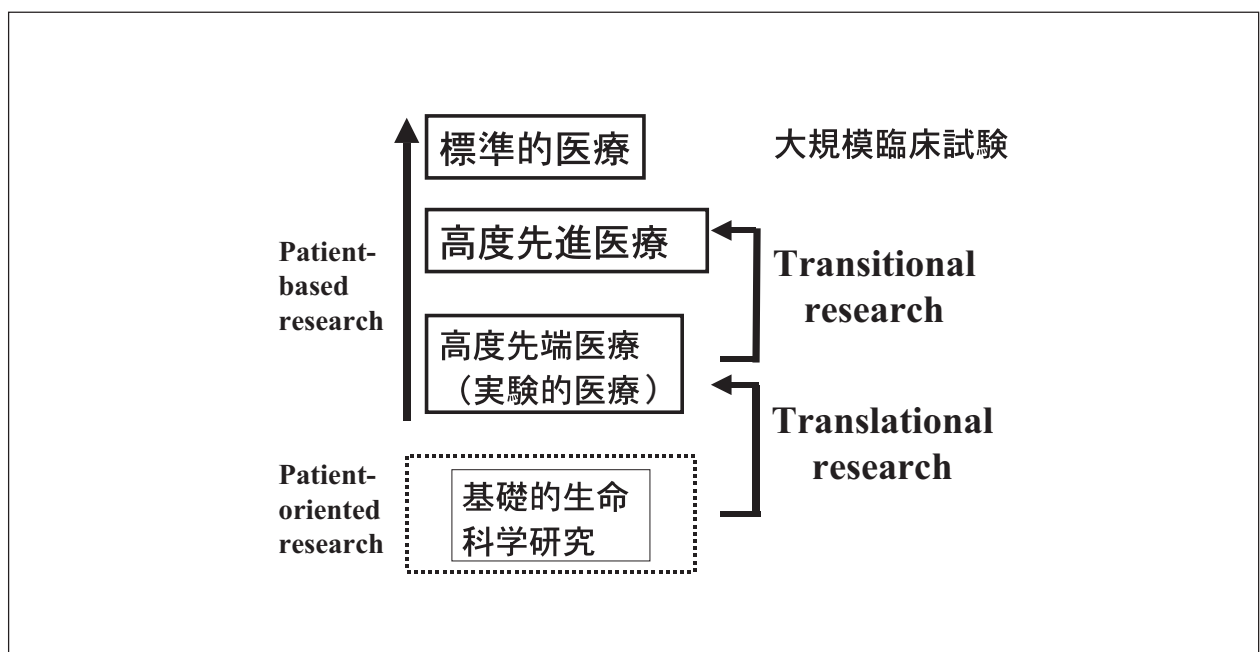 標準的医療
大規模臨床試験
高度先進医療
Patient-
based
research
Transitional
research
高度先端医療
（実験的医療）
Translational
research
Patient-
oriented
research
基礎的生命
科学研究